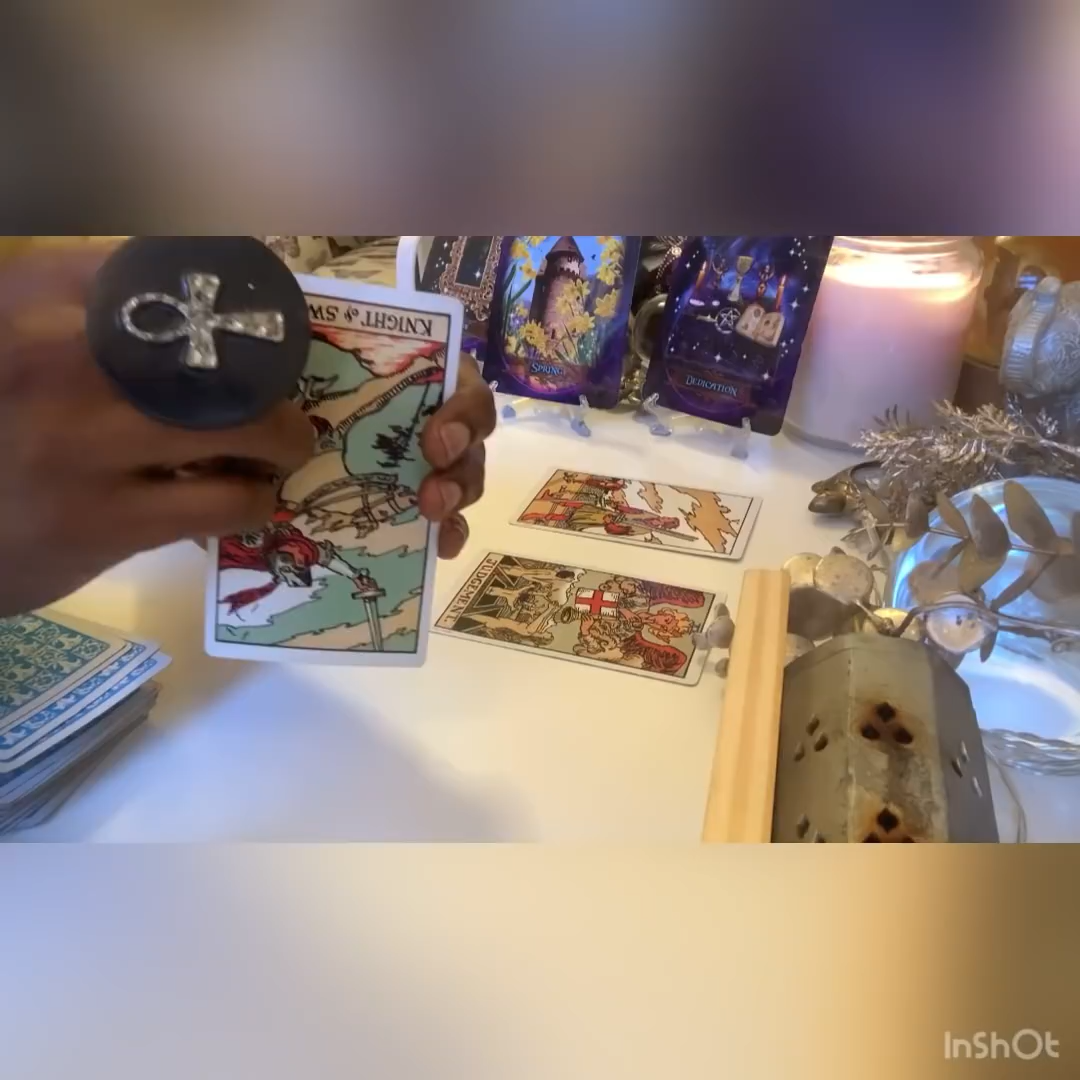 KNIGHT of SW
SPRING
DEDICATION
JUDGEMENT.
InShOt